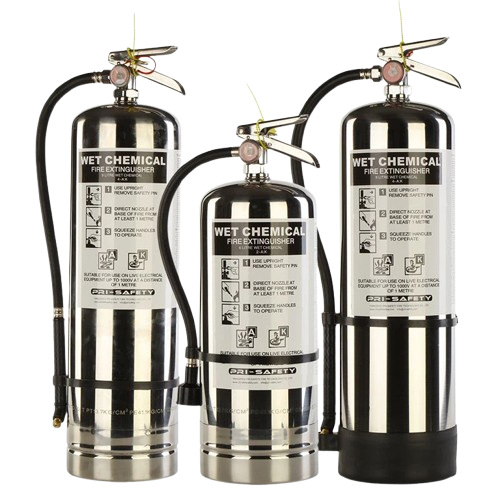 WET CHEMICAL
FIRE EXTINGUISHER
1 USE UPRIGHT
REMOVE SAFETY PIN
2 DIRECT NOZZLE AT
BASE OF FIRE FROM
AT LEAST 1 METRE
3 SQUEEZE HANDLES
TO OPERATE
A
SUITABLE FOR USE ON LIVE ELECTRICAL
EQUIPMENT UP TO 1000V AT A DISTANCE
OF 1 METRE
PRI-SAFETY
WET CHEMICAL
FIRE EXTINGUISHER
1 USE UPRIGHT
REMOVE SAFETY PIN
2 DIRECT NOZZLE AT
BASE OF FIRE FROM
AT LEAST 1 METRE
3 SQUEEZE HANDLES
TO OPERATE
A K
SUITABLE FOR USE ON LIVE ELECTRICAL
PRI-SAFETY
WET CHEMICAL
FIRE EXTINGUISHER
1 USE UPRIGHT
REMOVE SAFETY PIN
2 DIRECT NOZZLE AT
BASE OF FIRE FROM
AT LEAST 1 METRE
3 SQUEEZE HANDLES
TO OPERATE
A K
SUITABLE FOR USE ON LIVE ELECTRICAL
EQUIPMENT UP TO 1000V AT A DISTANCE
OF 1 METRE
PRI-SAFETY